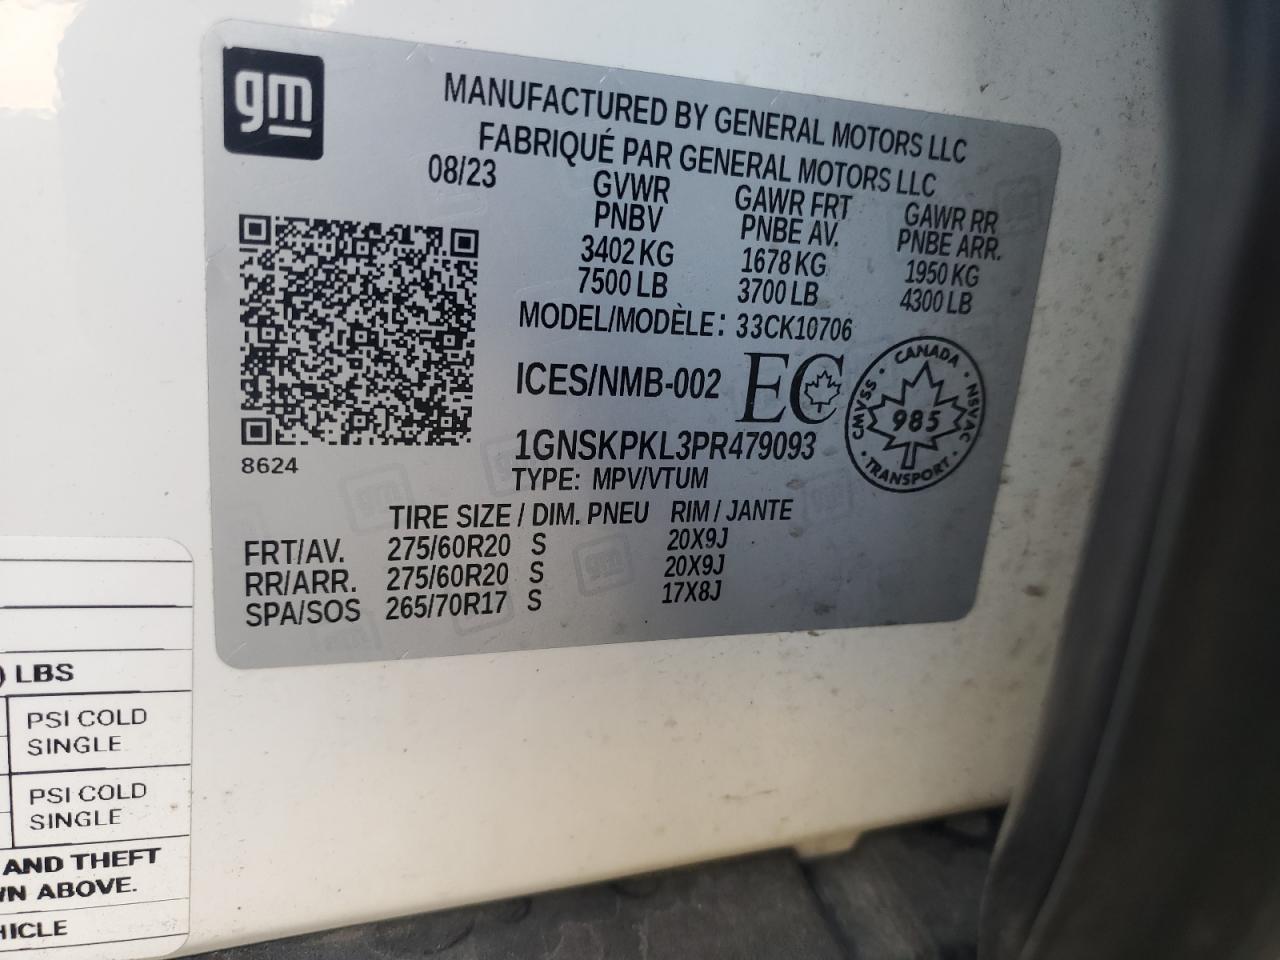 gm
MANUFACTURED BY GENERAL MOTORS LLC
FABRIQUÉ PAR GENERAL MOTORS LLC
08/23
GVWR GAWR FRT GAWR RR
PNBV PNBE AV. PNBE ARR.
3402 KG 1678 KG 1950 KG
7500 LB 3700 LB 4300 LB
MODEL/MODÈLE: 33CK10706
ICES/NMB-002 EC
CANADA
CMVSS · 985 · NSVAC
TRANSPORT
1GNSKPKL3PR479093
8624
TYPE: MPV/VTUM
TIRE SIZE / DIM. PNEU RIM / JANTE
FRT/AV. 275/60R20 S 20X9J
RR/ARR. 275/60R20 S 20X9J
SPA/SOS 265/70R17 S 17X8J
) LBS
PSI COLD
SINGLE
PSI COLD
SINGLE
AND THEFT
WN ABOVE.
HICLE